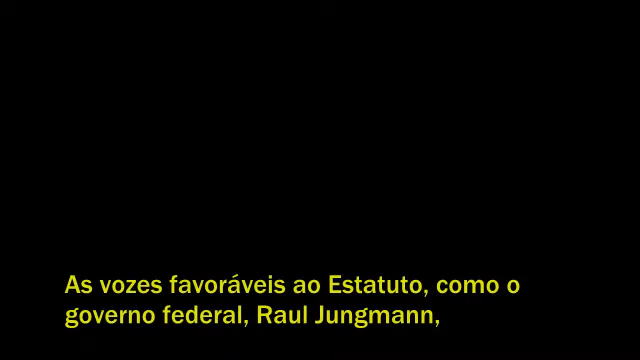 As vozes favoráveis ao Estatuto, como o
governo federal, Raul Jungmann,